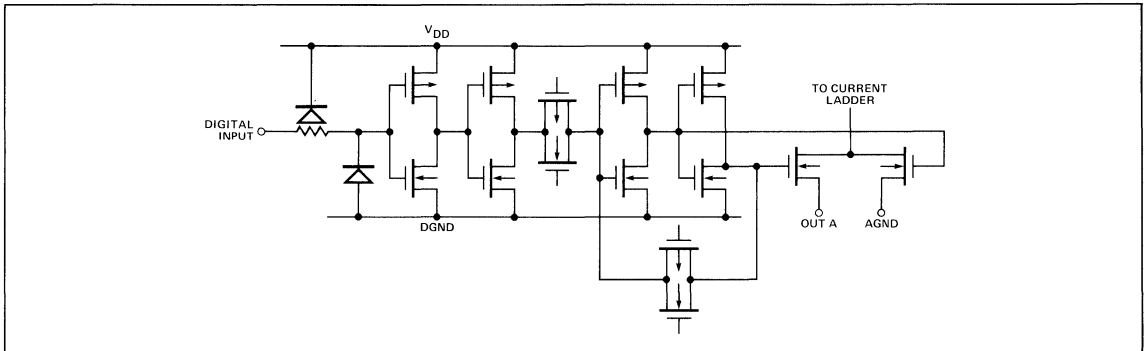 V_DD
TO CURRENT
LADDER
DIGITAL
INPUT
DGND
OUT A
AGND